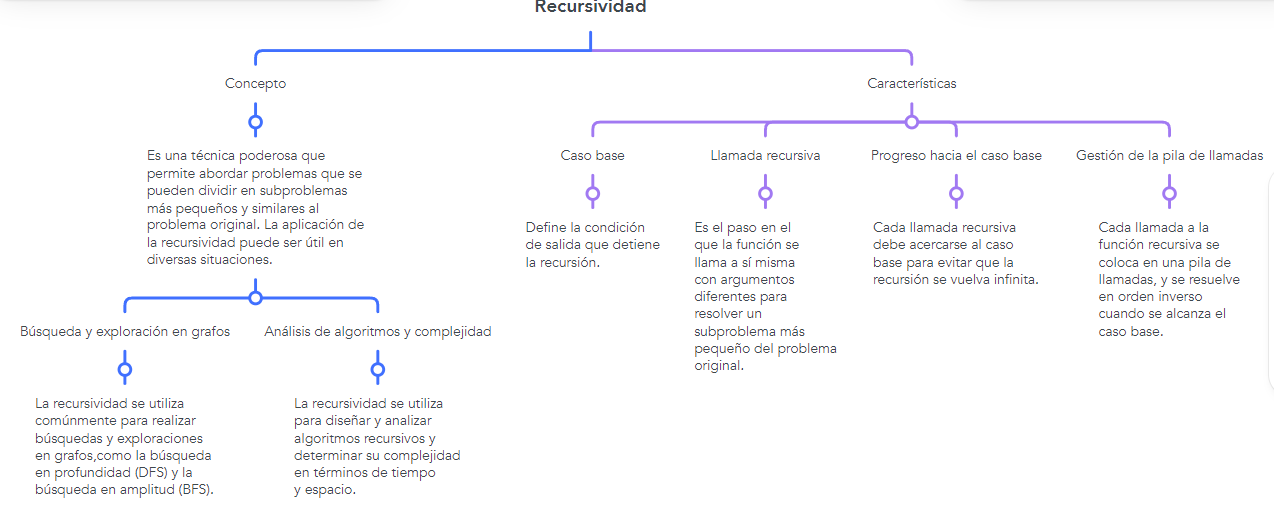 Recursividad
Concepto
Características
Es una técnica poderosa que
permite abordar problemas que se
pueden dividir en subproblemas
más pequeños y similares al
problema original. La aplicación de
la recursividad puede ser útil en
diversas situaciones.
Búsqueda y exploración en grafos
La recursividad se utiliza
comúnmente para realizar
búsquedas y exploraciones
en grafos,como la búsqueda
en profundidad (DFS) y la
búsqueda en amplitud (BFS).
Análisis de algoritmos y complejidad
La recursividad se utiliza
para diseñar y analizar
algoritmos recursivos y
determinar su complejidad
en términos de tiempo
y espacio.
Caso base
Define la condición
de salida que detiene
la recursión.
Llamada recursiva
Es el paso en el
que la función se
llama a sí misma
con argumentos
diferentes para
resolver un
subproblema más
pequeño del problema
original.
Progreso hacia el caso base
Cada llamada recursiva
debe acercarse al caso
base para evitar que la
recursión se vuelva infinita.
Gestión de la pila de llamadas
Cada llamada a la
función recursiva se
coloca en una pila de
llamadas, y se resuelve
en orden inverso
cuando se alcanza el
caso base.